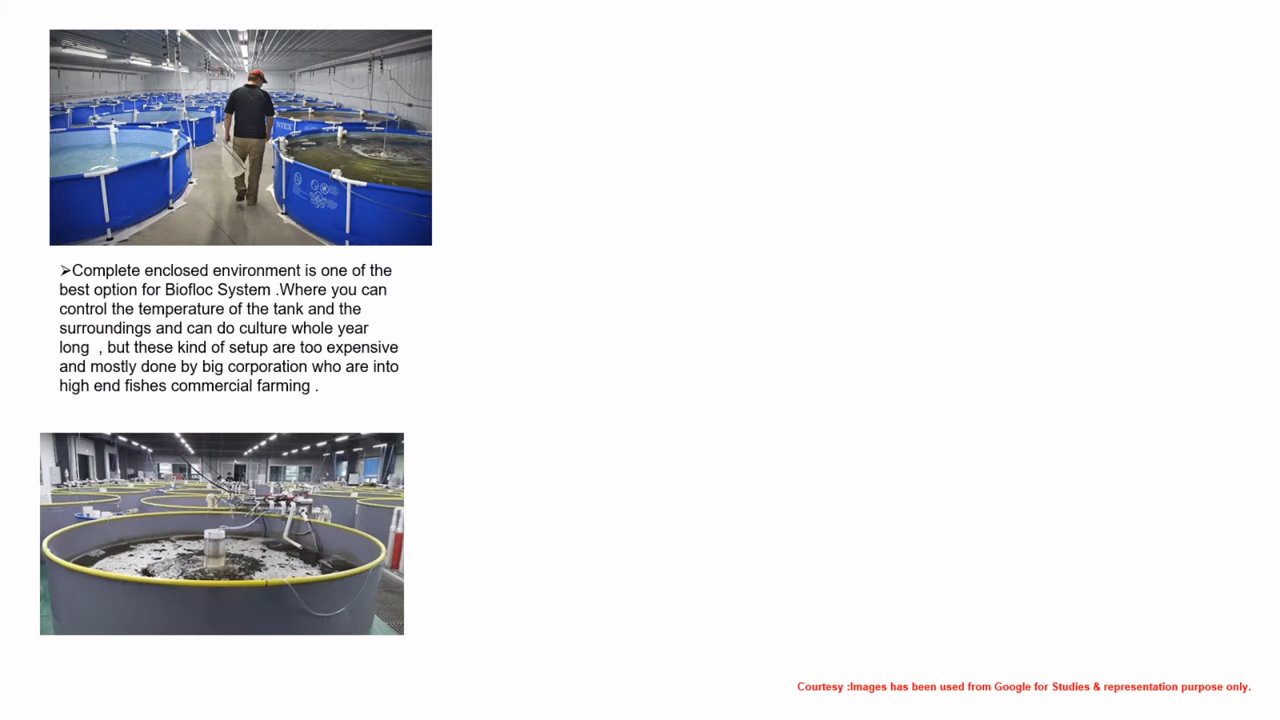 INTEX
➢Complete enclosed environment is one of the
best option for Biofloc System .Where you can
control the temperature of the tank and the
surroundings and can do culture whole year
long  , but these kind of setup are too expensive
and mostly done by big corporation who are into
high end fishes commercial farming .
Courtesy :Images has been used from Google for Studies & representation purpose only.